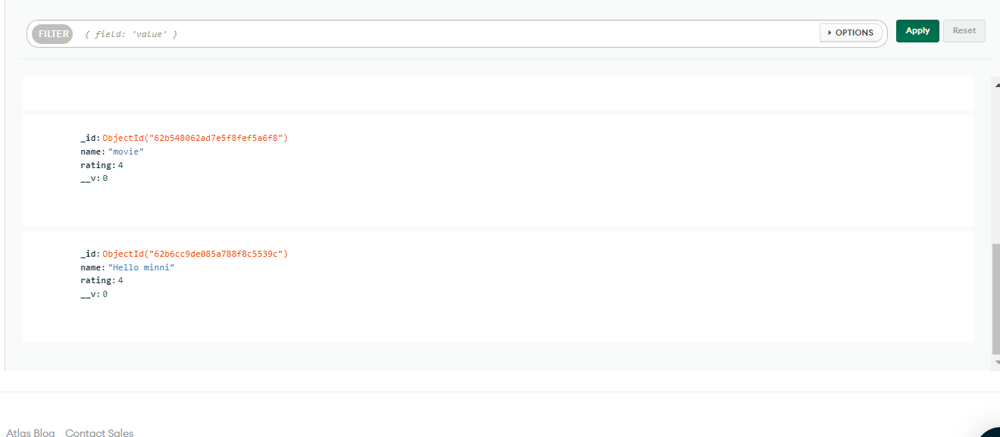 FILTER { field: 'value' } OPTIONS Apply Reset
_id: ObjectId("62b548062ad7e5f8fef5a6f8")
name: "movie"
rating: 4
__v: 0
_id: ObjectId("62b6cc9de085a788f8c5539c")
name: "Hello minni"
rating: 4
__v: 0
Atlas Blog Contact Sales